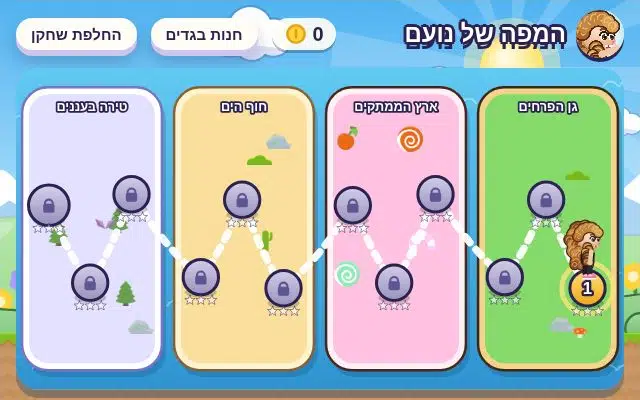 המפה של נועם
0
חנות בגדים
החלפת שחקן
גן הפרחים
ארץ הממתקים
חוף הים
טירה בעננים
1